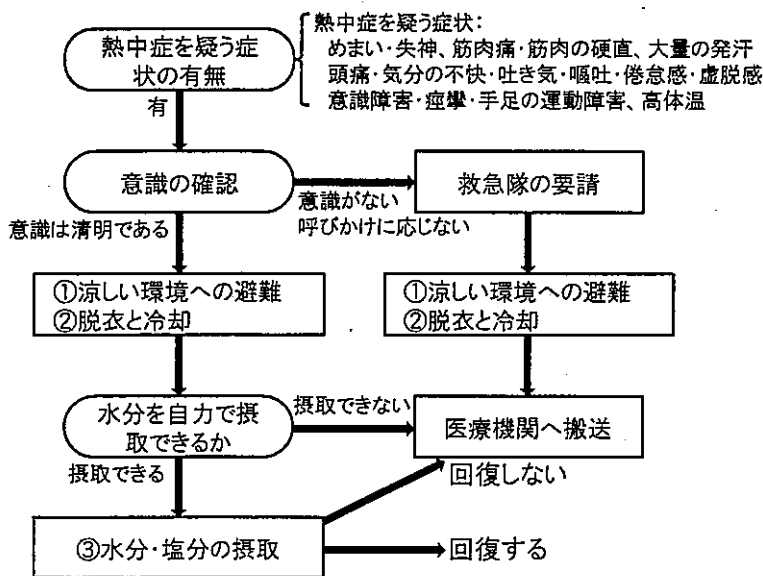 熱中症を疑う症
状の有無
熱中症を疑う症状：
めまい・失神、筋肉痛・筋肉の硬直、大量の発汗
頭痛・気分の不快・吐き気・嘔吐・倦怠感・虚脱感
意識障害・痙攣・手足の運動障害、高体温
有
意識の確認
救急隊の要請
意識がない
呼びかけに応じない
意識は清明である
①涼しい環境への避難
②脱衣と冷却
①涼しい環境への避難
②脱衣と冷却
水分を自力で摂
取できるか
摂取できない
医療機関へ搬送
摂取できる
回復しない
③水分・塩分の摂取
回復する